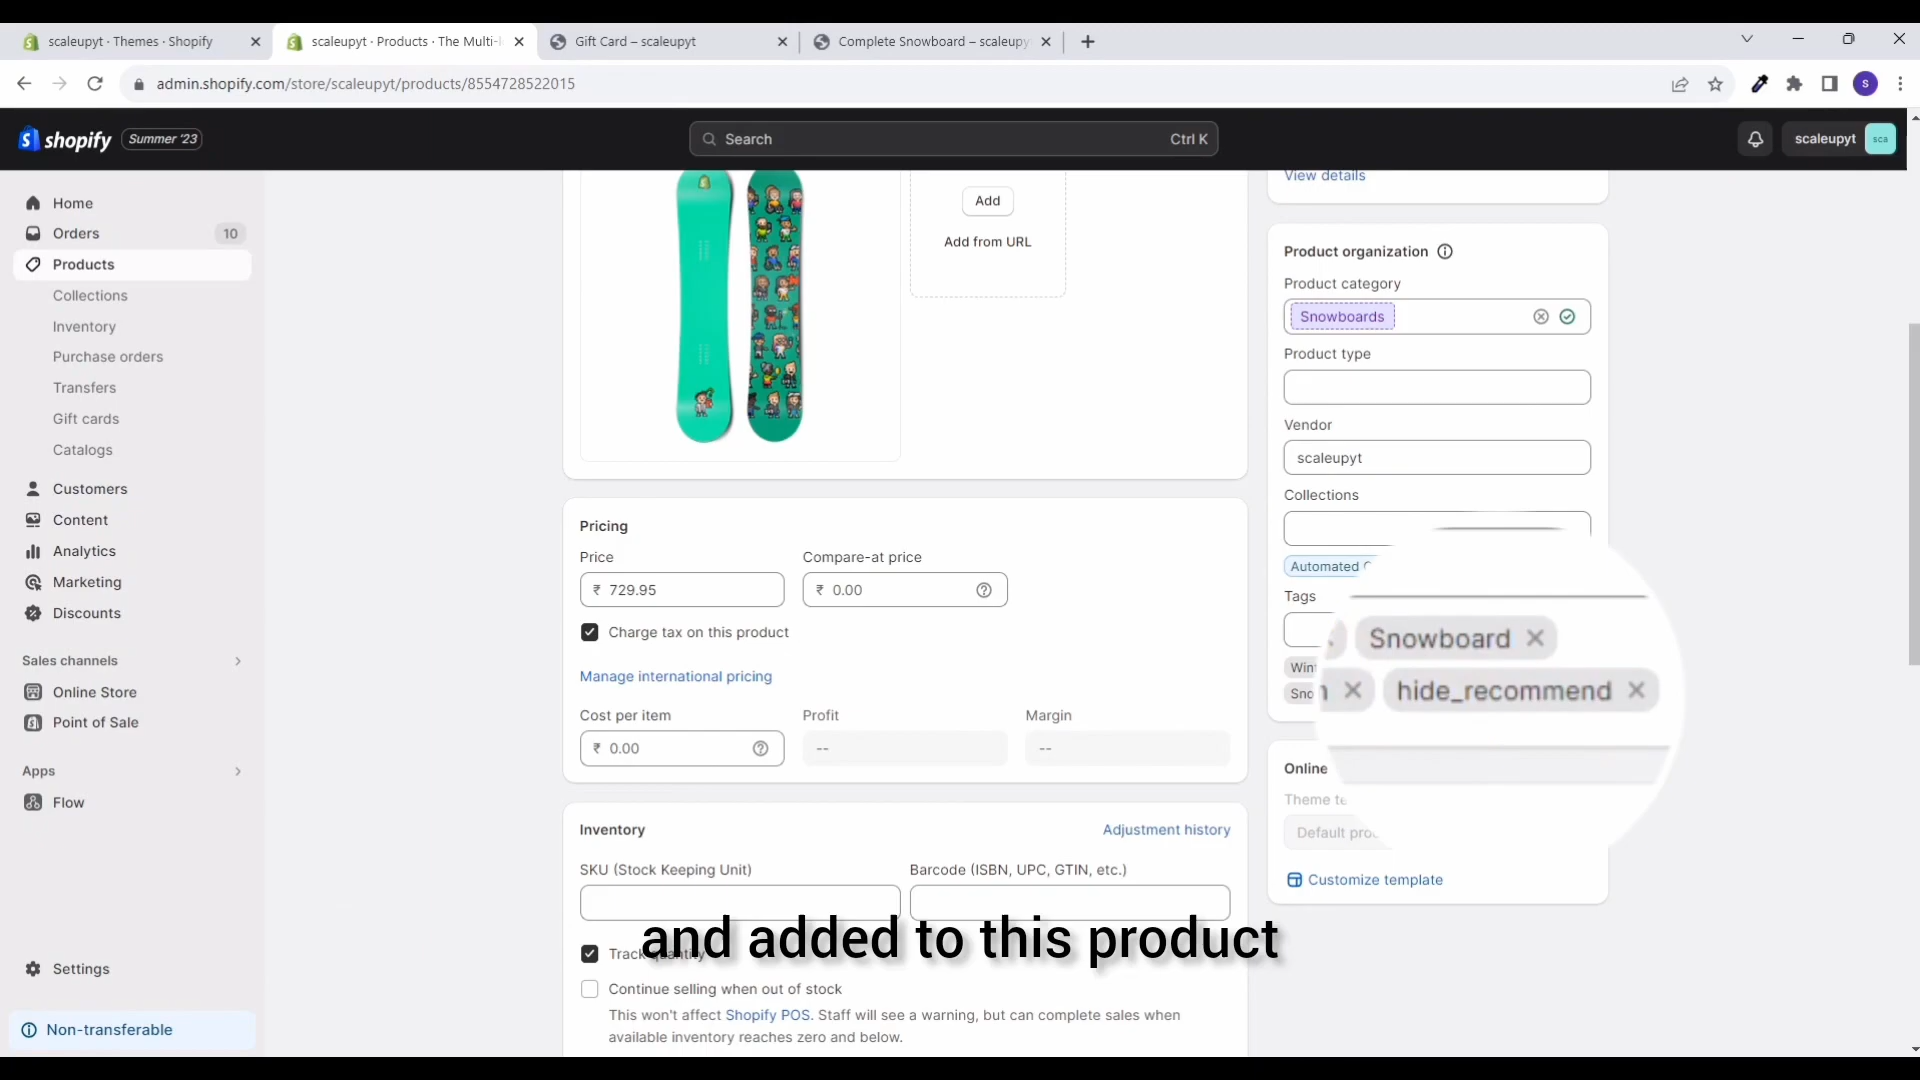 scaleupyt · Themes · Shopify
scaleupyt · Products · The Multi-
Gift Card – scaleupyt
Complete Snowboard – scaleupy
admin.shopify.com/store/scaleupyt/products/8554728522015
S
shopify
Summer '23
Search
Ctrl K
scaleupyt
sca
Home
Orders
10
Products
Collections
Inventory
Purchase orders
Transfers
Gift cards
Catalogs
Customers
Content
Analytics
Marketing
Discounts
Sales channels
Online Store
Point of Sale
Apps
Flow
Settings
Non-transferable
Add
Add from URL
Pricing
Price
Compare-at price
₹ 729.95
₹ 0.00
Charge tax on this product
Manage international pricing
Cost per item
Profit
Margin
₹ 0.00
--
--
Inventory
Adjustment history
SKU (Stock Keeping Unit)
Barcode (ISBN, UPC, GTIN, etc.)
Track quantity
and added to this product
Continue selling when out of stock
This won't affect Shopify POS. Staff will see a warning, but can complete sales when
available inventory reaches zero and below.
View details
Product organization
Product category
Snowboards
Product type
Vendor
scaleupyt
Collections
Automated
Tags
Snowboard
Win
Sno
hide_recommend
Online
Theme te
Default pro
Customize template